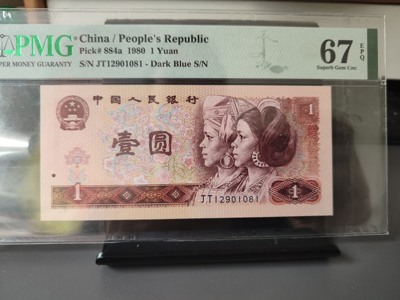 PMG
PAPER MONEY GUARANTY
China / People's Republic
Pick# 884a 1980 1 Yuan
S/N JT12901081 - Dark Blue S/N
67 EPQ
Superb Gem Unc
中国人民银行
1
壹圆
1
JT12901081
1